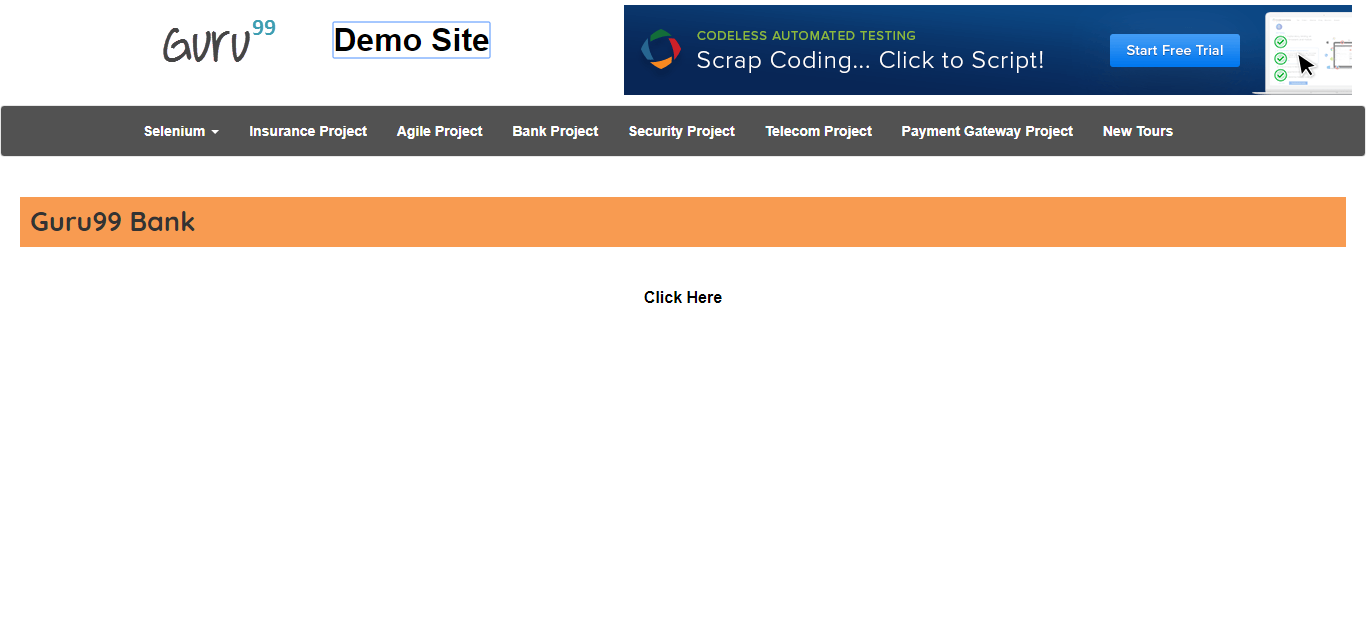 Guru99
Demo Site
CODELESS AUTOMATED TESTING
Scrap Coding... Click to Script!
Start Free Trial
Selenium
Insurance Project
Agile Project
Bank Project
Security Project
Telecom Project
Payment Gateway Project
New Tours
Guru99 Bank
Click Here